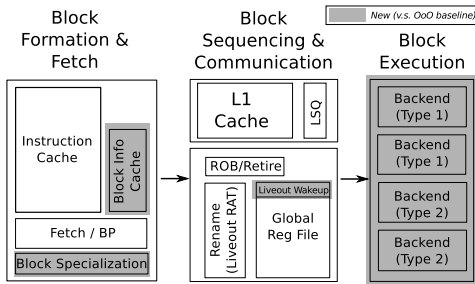 New (v.s. OoO baseline)
Block
Formation &
Fetch
Block
Sequencing &
Communication
Block
Execution
Instruction
Cache
Block Info
Cache
Fetch / BP
Block Specialization
L1
Cache
LSQ
ROB/Retire
Rename
(Liveout RAT)
Liveout Wakeup
Global
Reg File
Backend
(Type 1)
Backend
(Type 1)
Backend
(Type 2)
Backend
(Type 2)